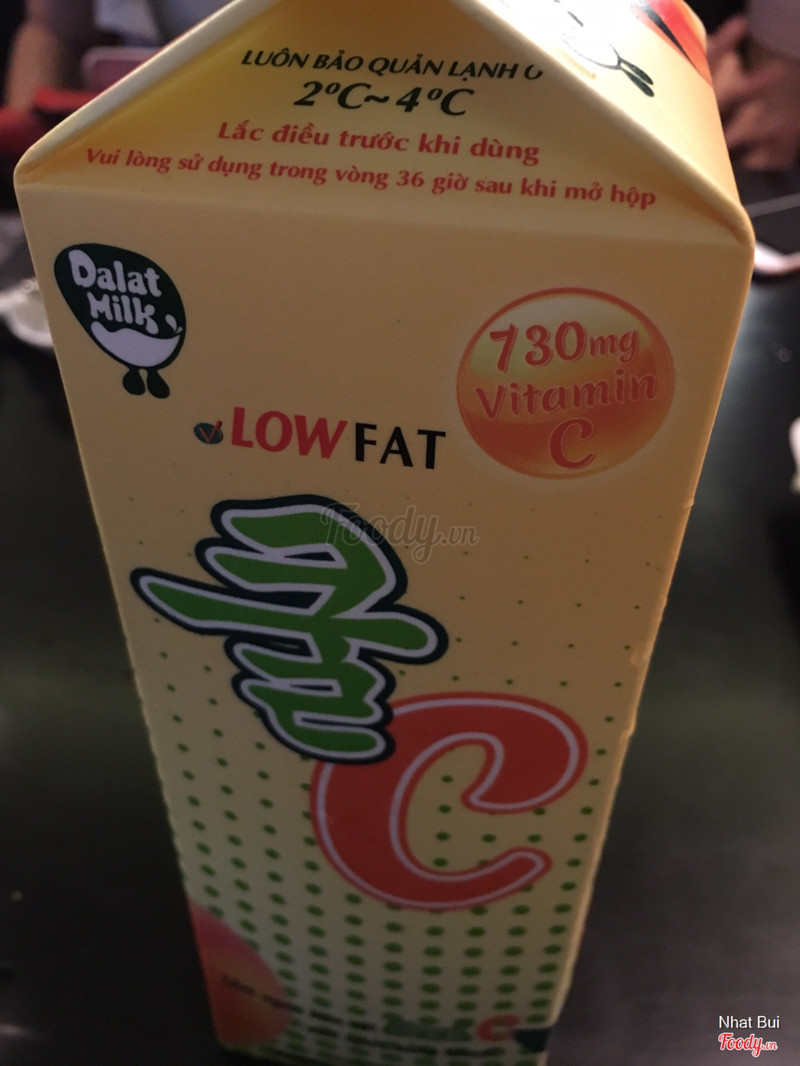 LUÔN BẢO QUẢN LẠNH Ở
2ºC~4ºC
Lắc điều trước khi dùng
Vui lòng sử dụng trong vòng 36 giờ sau khi mở hộp
Dalat
Milk
730mg
Vitamin
C
LOWFAT
C
Foody.vn
C
Nhat Bui
Foody.vn